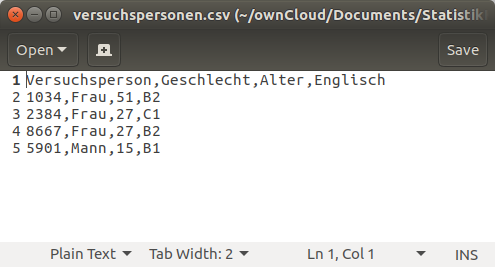 versuchspersonen.csv (~/ownCloud/Documents/Statistik
Open
Save
1 Versuchsperson,Geschlecht,Alter,Englisch
2 1034,Frau,51,B2
3 2384,Frau,27,C1
4 8667,Frau,27,B2
5 5901,Mann,15,B1
Plain Text Tab Width: 2 Ln 1, Col 1 INS